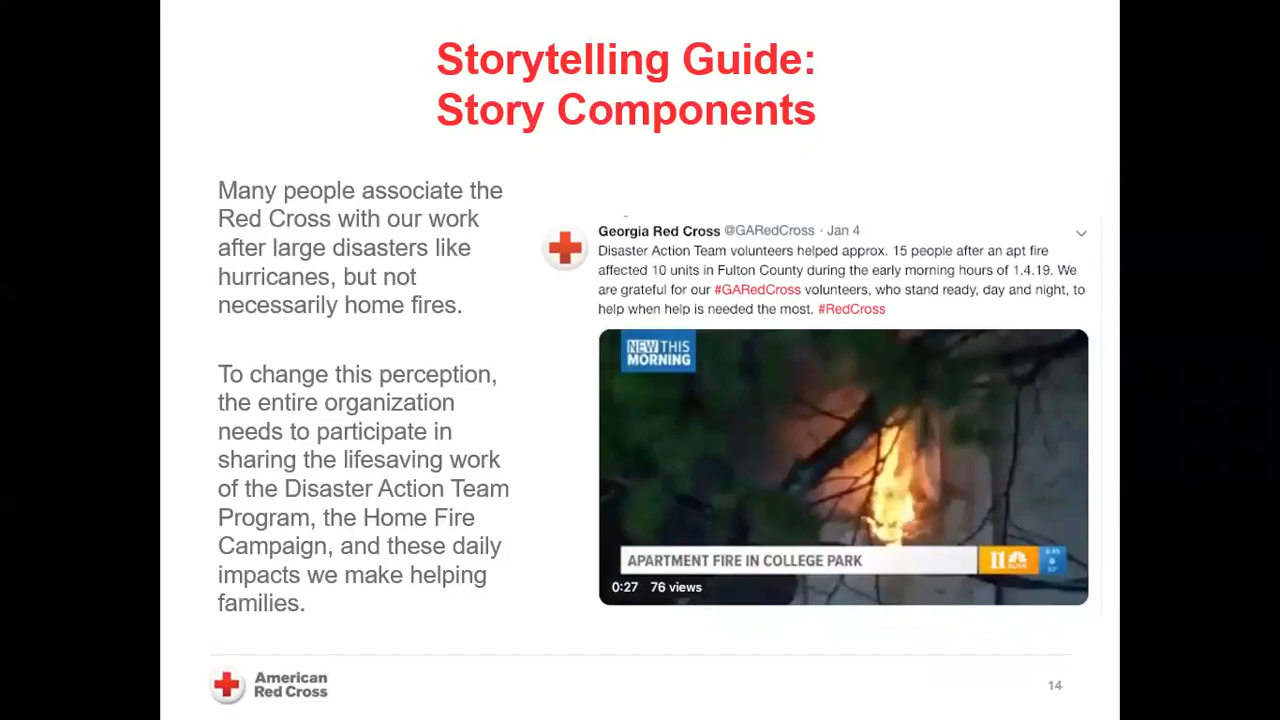 Storytelling Guide:
Story Components
Many people associate the
Red Cross with our work
after large disasters like
hurricanes, but not
necessarily home fires.
To change this perception,
the entire organization
needs to participate in
sharing the lifesaving work
of the Disaster Action Team
Program, the Home Fire
Campaign, and these daily
impacts we make helping
families.
Georgia Red Cross @GARedCross · Jan 4
Disaster Action Team volunteers helped approx. 15 people after an apt fire
affected 10 units in Fulton County during the early morning hours of 1.4.19. We
are grateful for our #GARedCross volunteers, who stand ready, day and night, to
help when help is needed the most. #RedCross
NEW THIS
MORNING
APARTMENT FIRE IN COLLEGE PARK
11
ALIVE
0:27 76 views
American
Red Cross
14